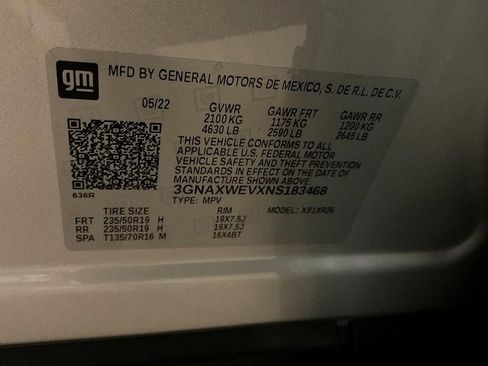 gm
MFD BY GENERAL MOTORS DE MEXICO, S. DE R.L. DE C.V.
05/22 GVWR GAWR FRT GAWR RR
2100 KG 1175 KG 1200 KG
4630 LB 2590 LB 2645 LB
THIS VEHICLE CONFORMS TO ALL
APPLICABLE U.S. FEDERAL MOTOR
VEHICLE SAFETY AND THEFT PREVENTION
STANDARDS IN EFFECT ON THE DATE OF
MANUFACTURE SHOWN ABOVE.
3GNAXWEVXNS183468
636R TYPE: MPV
TIRE SIZE RIM MODEL: X91XR26
FRT 235/50R19 H 19X7.5J
RR 235/50R19 H 19X7.5J
SPA T135/70R16 M 16X4BT